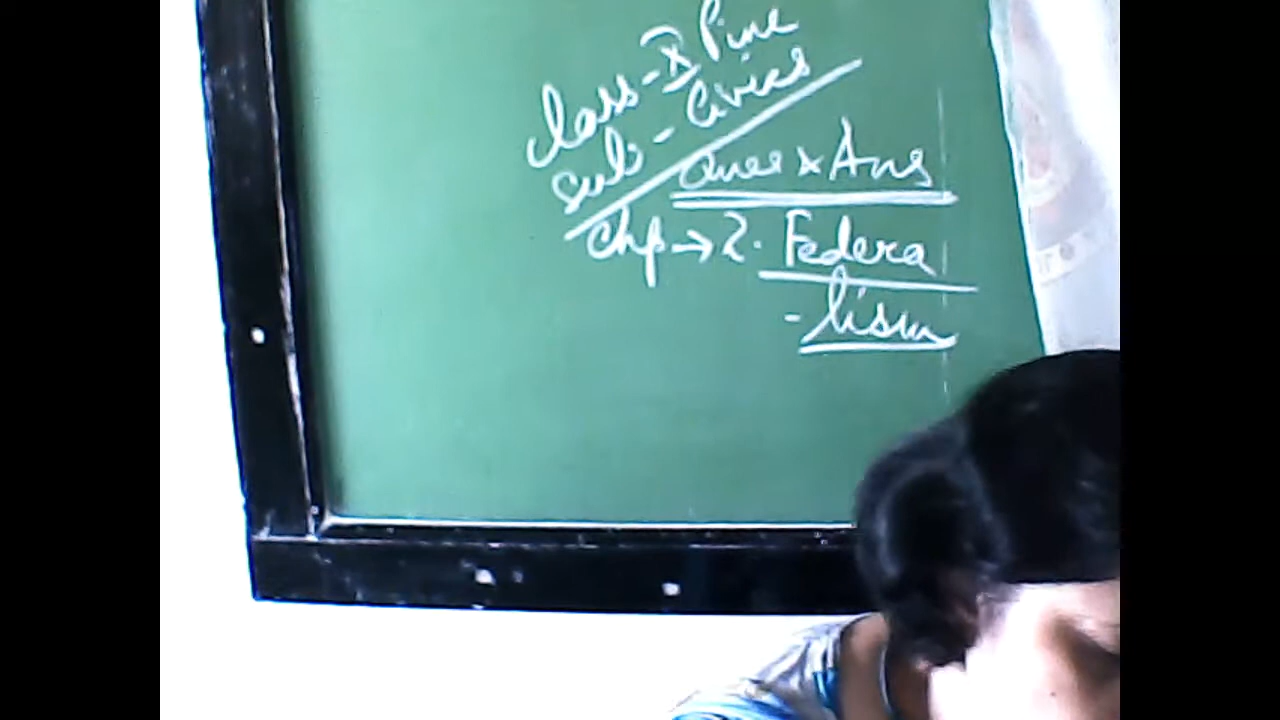 class-X Pine
sub-Civics
Ques & Ans
Chp→2. Federa
-lism